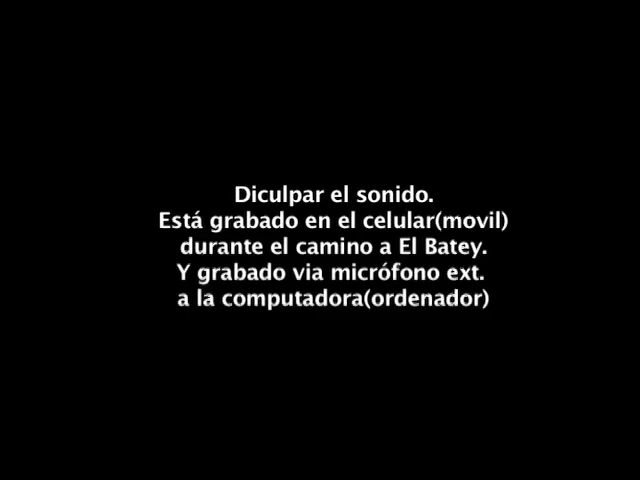 Diculpar el sonido.
Está grabado en el celular(movil)
durante el camino a El Batey.
Y grabado via micrófono ext.
a la computadora(ordenador)